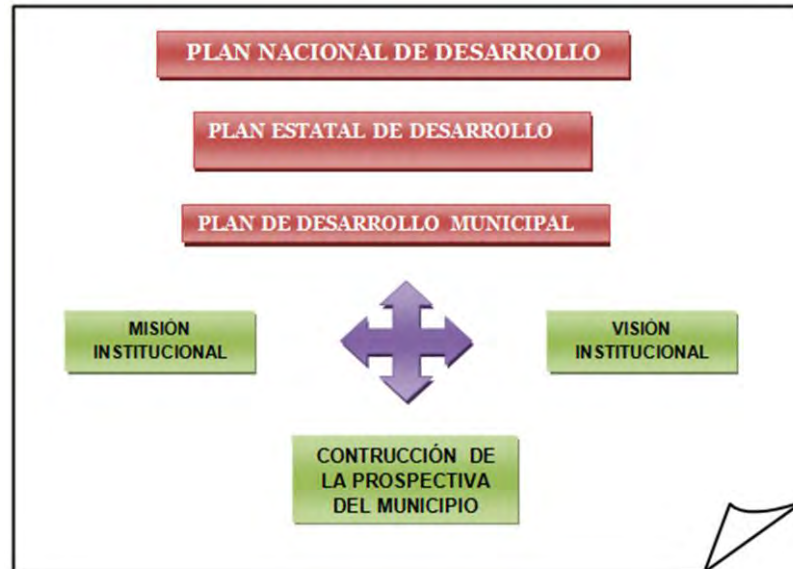 PLAN NACIONAL DE DESARROLLO
PLAN ESTATAL DE DESARROLLO
PLAN DE DESARROLLO MUNICIPAL
MISIÓN
INSTITUCIONAL
VISIÓN
INSTITUCIONAL
CONTRUCCIÓN DE
LA PROSPECTIVA
DEL MUNICIPIO